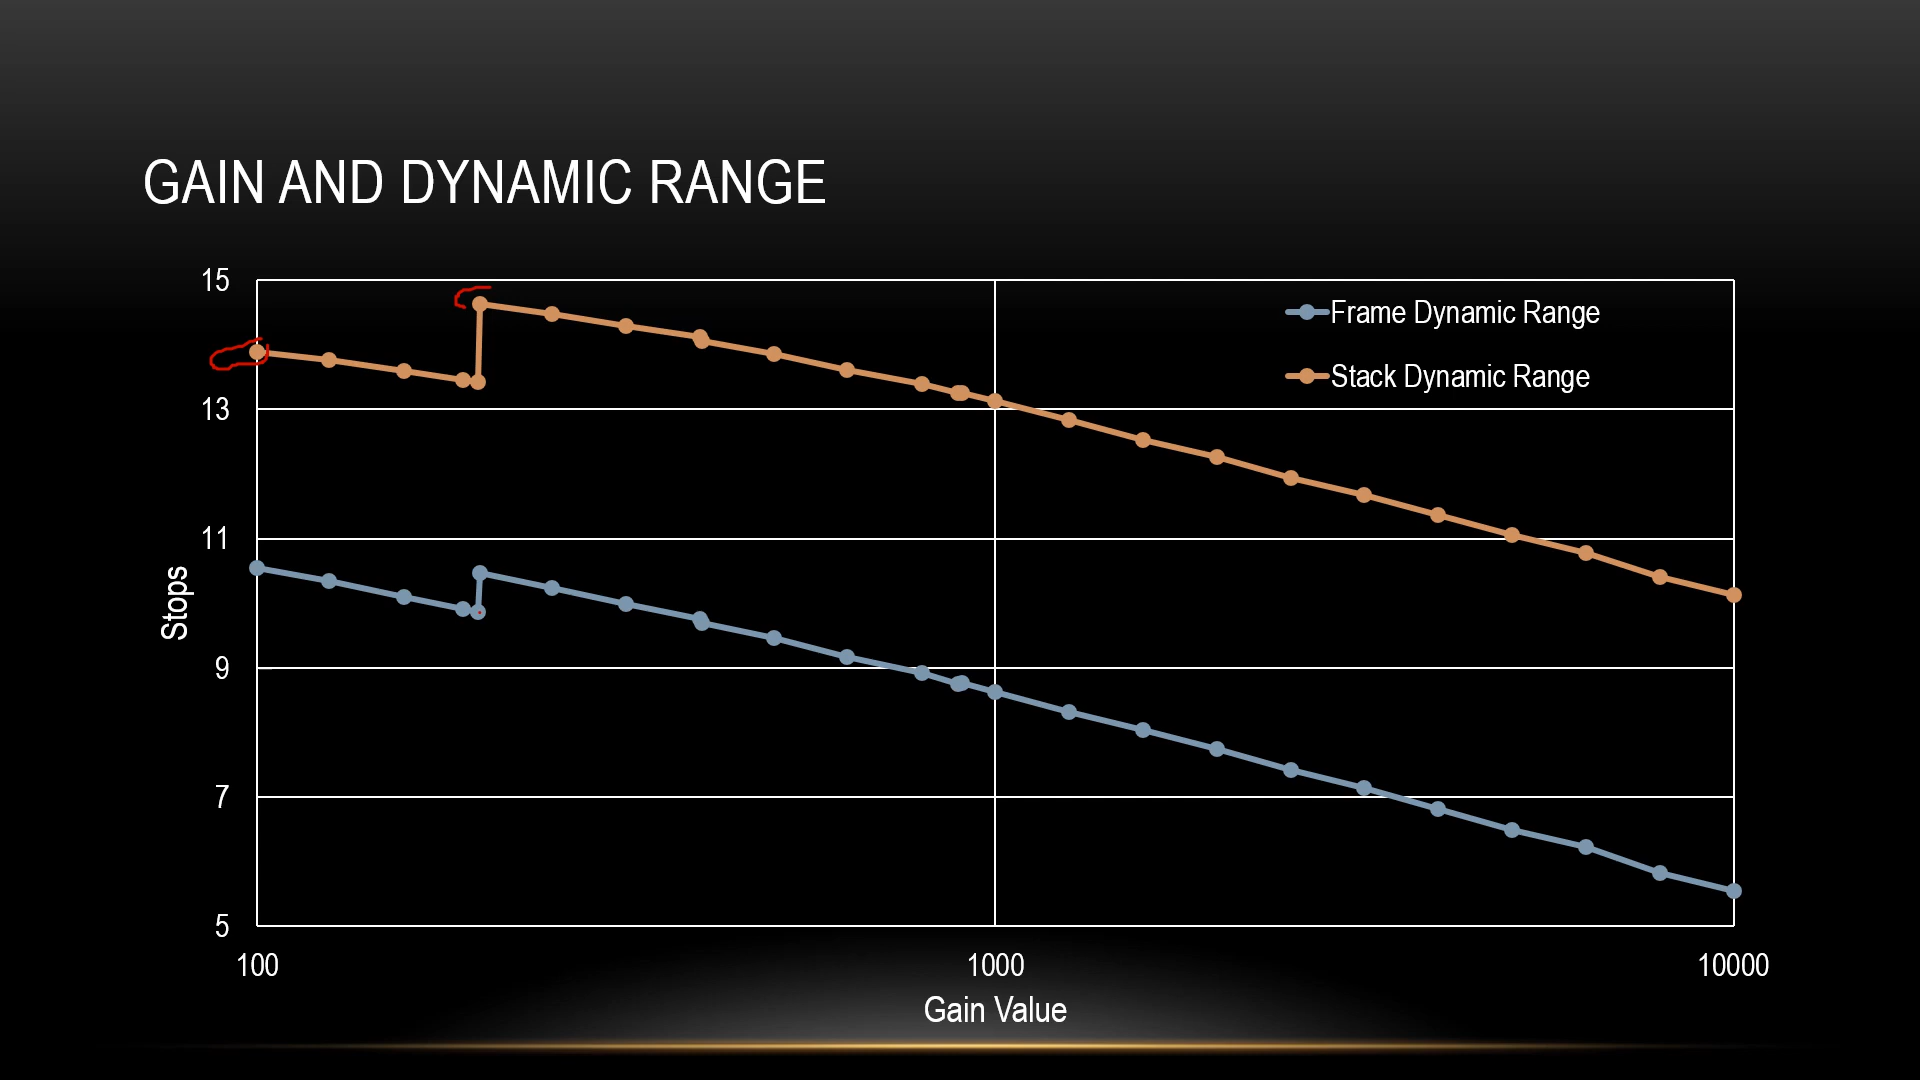 GAIN AND DYNAMIC RANGE
15
13
11
9
7
5
Stops
Frame Dynamic Range
Stack Dynamic Range
100
1000
10000
Gain Value